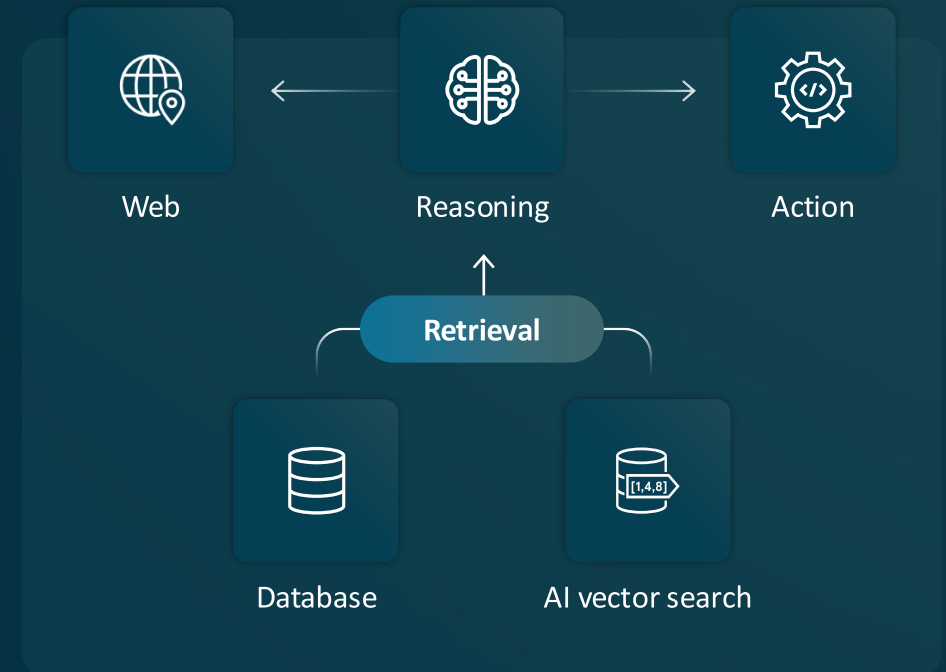 </>
Web
Reasoning
Action
Retrieval
[1,4,8]
Database
AI vector search